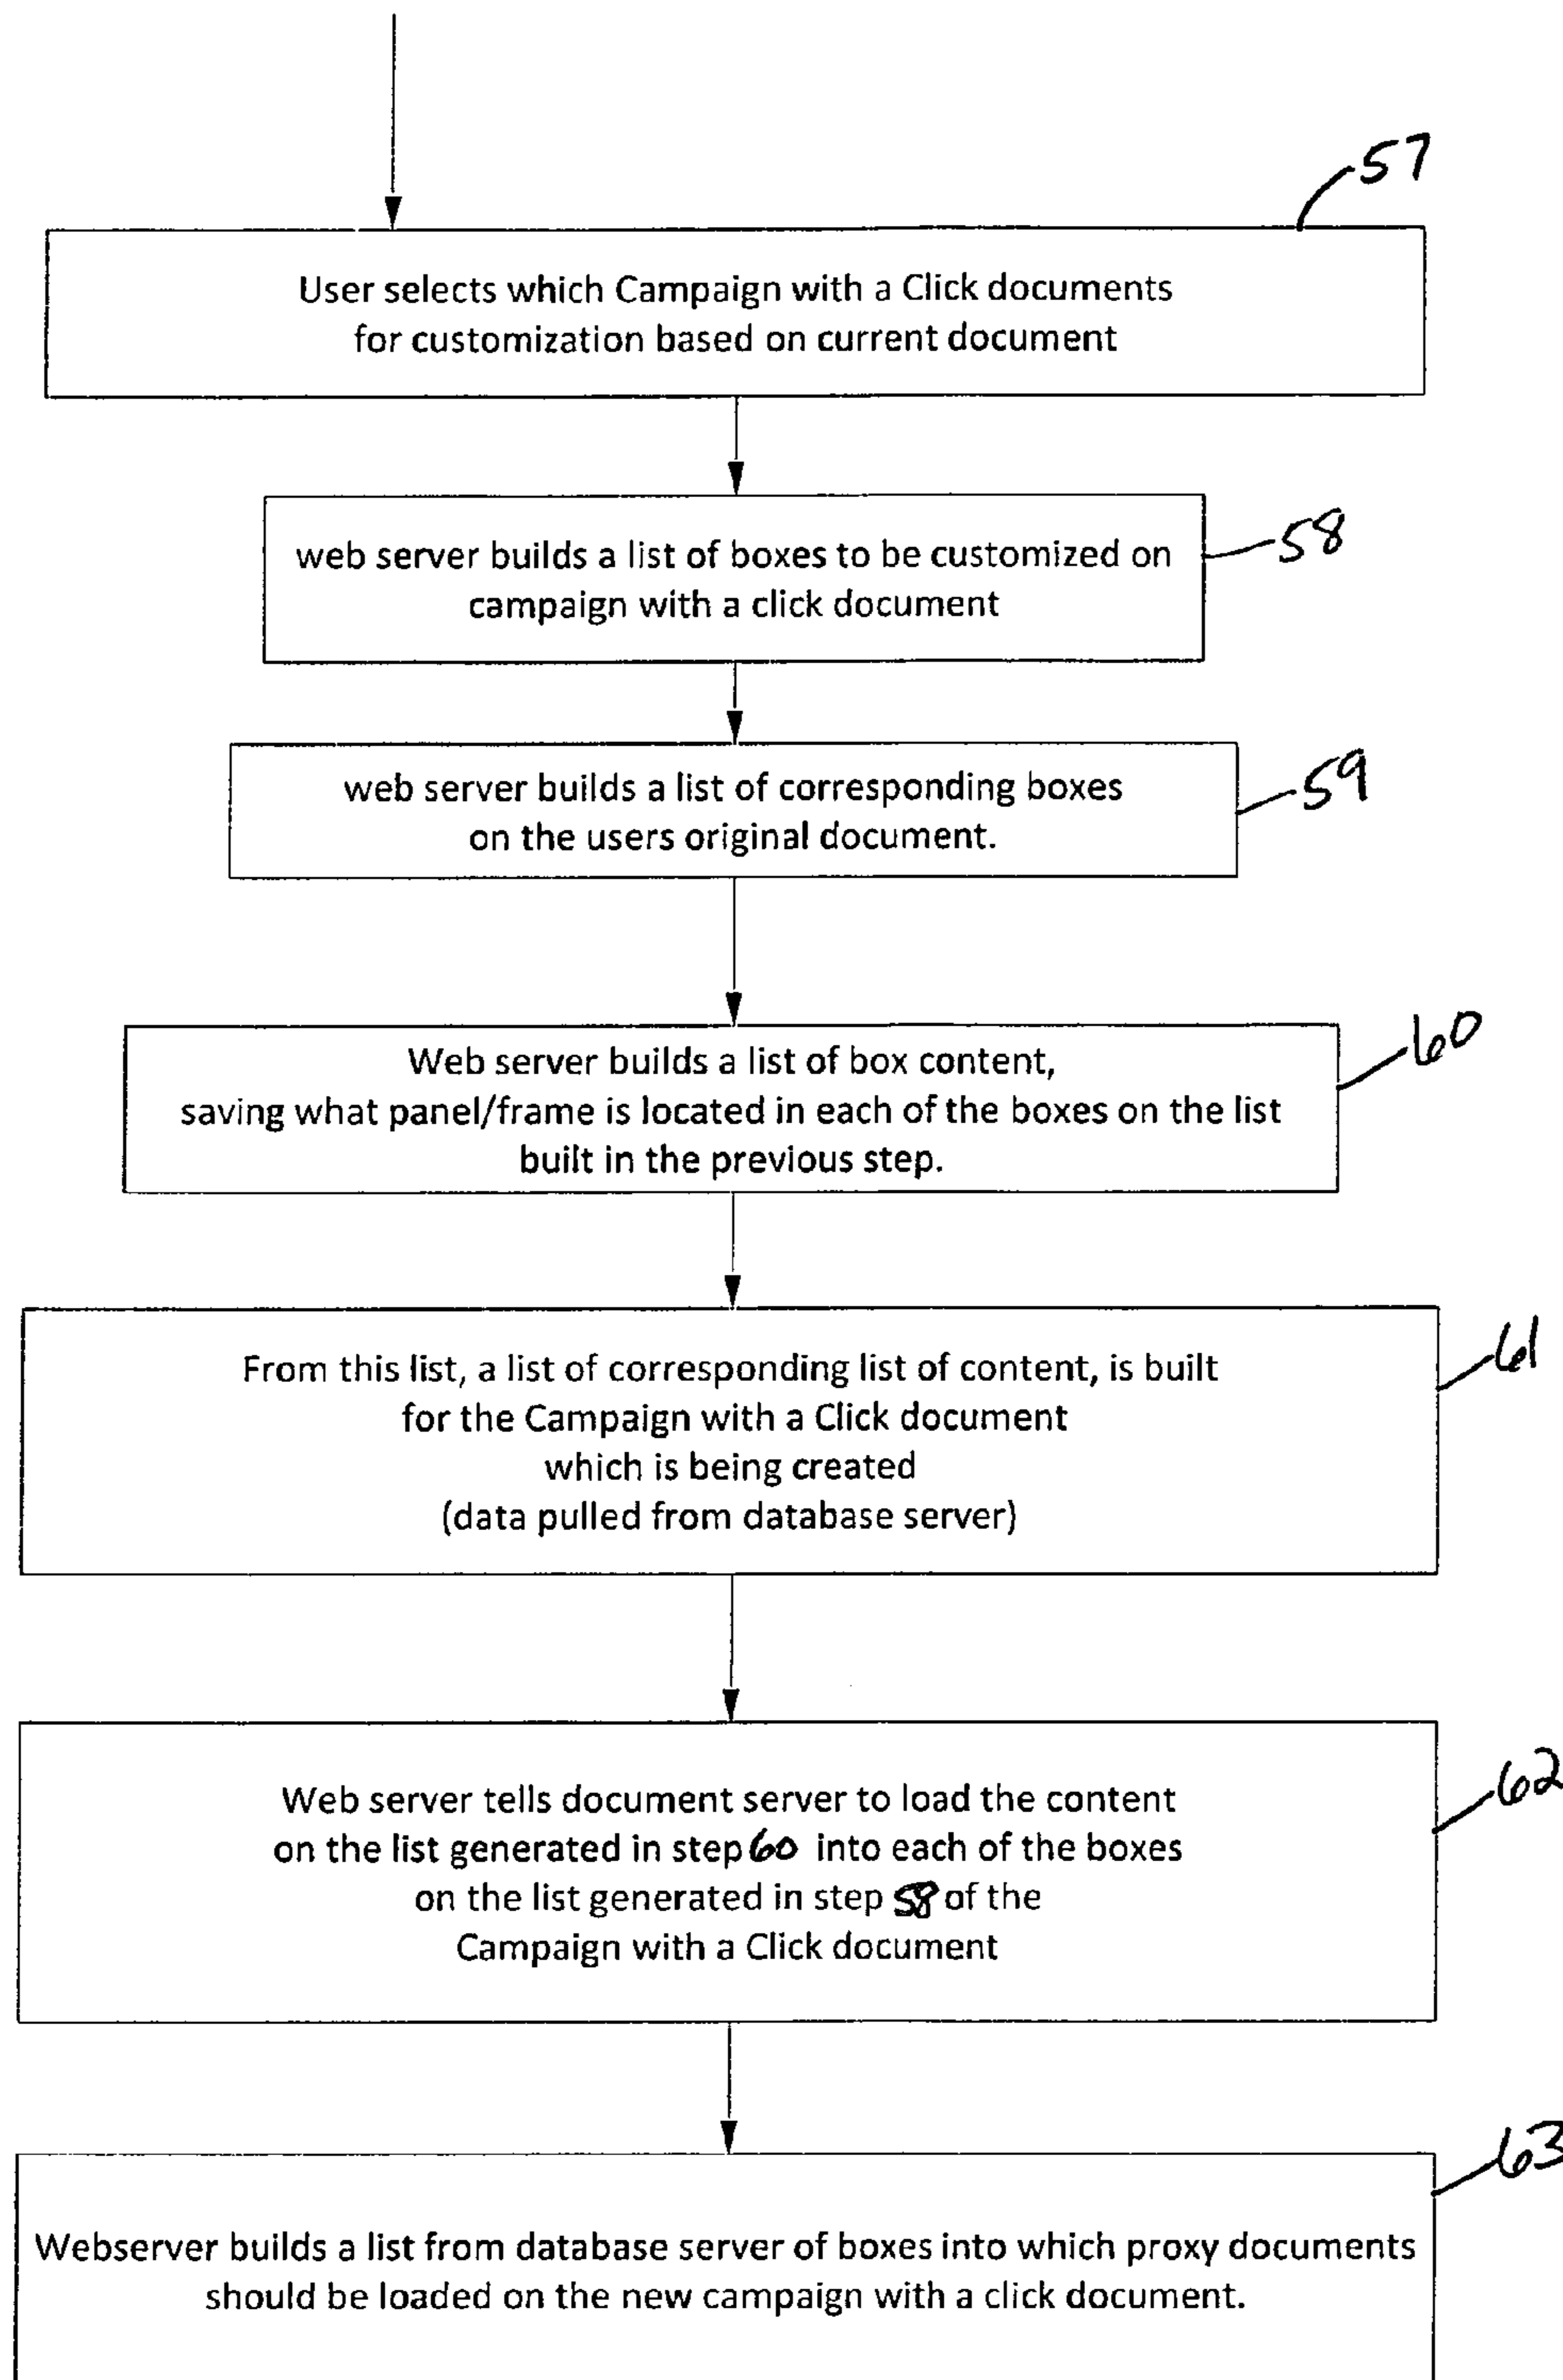 57
User selects which Campaign with a Click documents
for customization based on current document
web server builds a list of boxes to be customized on
campaign with a click document
58
web server builds a list of corresponding boxes
on the users original document.
59
Web server builds a list of box content,
saving what panel/frame is located in each of the boxes on the list
built in the previous step.
60
From this list, a list of corresponding list of content, is built
for the Campaign with a Click document
which is being created
(data pulled from database server)
61
Web server tells document server to load the content
on the list generated in step 60 into each of the boxes
on the list generated in step 58 of the
Campaign with a Click document
62
63
Webserver builds a list from database server of boxes into which proxy documents
should be loaded on the new campaign with a click document.